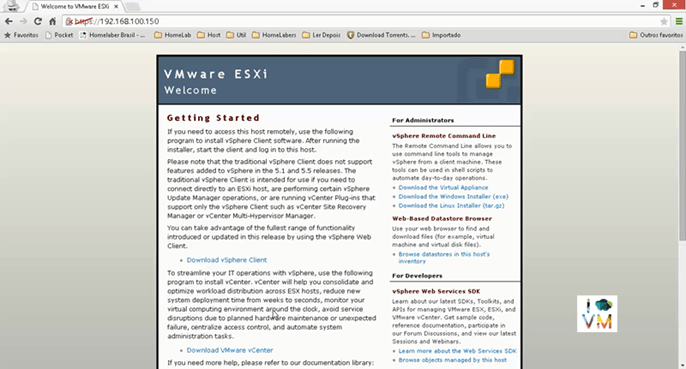 Welcome to VMware ESXi
https://192.168.100.150
Favoritos
Pocket
Homelaber Brasil - ...
HomeLab
Host
Util
HomeLabers
Ler Depois
Download Torrents. ...
Importado
Outros favoritos
VMware ESXi
Welcome
Getting Started
If you need to access this host remotely, use the following
program to install vSphere Client software. After running the
installer, start the client and log in to this host.
Please note that the traditional vSphere Client does not support
features added to vSphere in the 5.1 and 5.5 releases. The
traditional vSphere Client is intended for use if you need to
connect directly to an ESXi host, are performing certain vSphere
Update Manager operations, or are running vCenter Plug-ins that
support only the vSphere Client such as vCenter Site Recovery
Manager or vCenter Multi-Hypervisor Manager.
You can take advantage of the fullest range of functionality
introduced or updated in this release by using the vSphere Web
Client.
Download vSphere Client
To streamline your IT operations with vSphere, use the following
program to install vCenter. vCenter will help you consolidate and
optimize workload distribution across ESX hosts, reduce new
system deployment time from weeks to seconds, monitor your
virtual computing environment around the clock, avoid service
disruptions due to planned hardware maintenance or unexpected
failure, centralize access control, and automate system
administration tasks.
Download VMware vCenter
If you need more help, please refer to our documentation library:
For Administrators
vSphere Remote Command Line
The Remote Command Line allows you to
use command line tools to manage
vSphere from a client machine. These
tools can be used in shell scripts to
automate day-to-day operations.
Download the Virtual Appliance
Download the Windows Installer (exe)
Download the Linux Installer (tar.gz)
Web-Based Datastore Browser
Use your web browser to find and
download files (for example, virtual
machine and virtual disk files).
Browse datastores in this host's
inventory
For Developers
vSphere Web Services SDK
Learn about our latest SDKs, Toolkits, and
APIs for managing VMware ESX, ESXi, and
VMware vCenter. Get sample code,
reference documentation, participate in
our Forum Discussions, and view our latest
Sessions and Webinars.
Learn more about the Web Services SDK
Browse objects managed by this host
VM